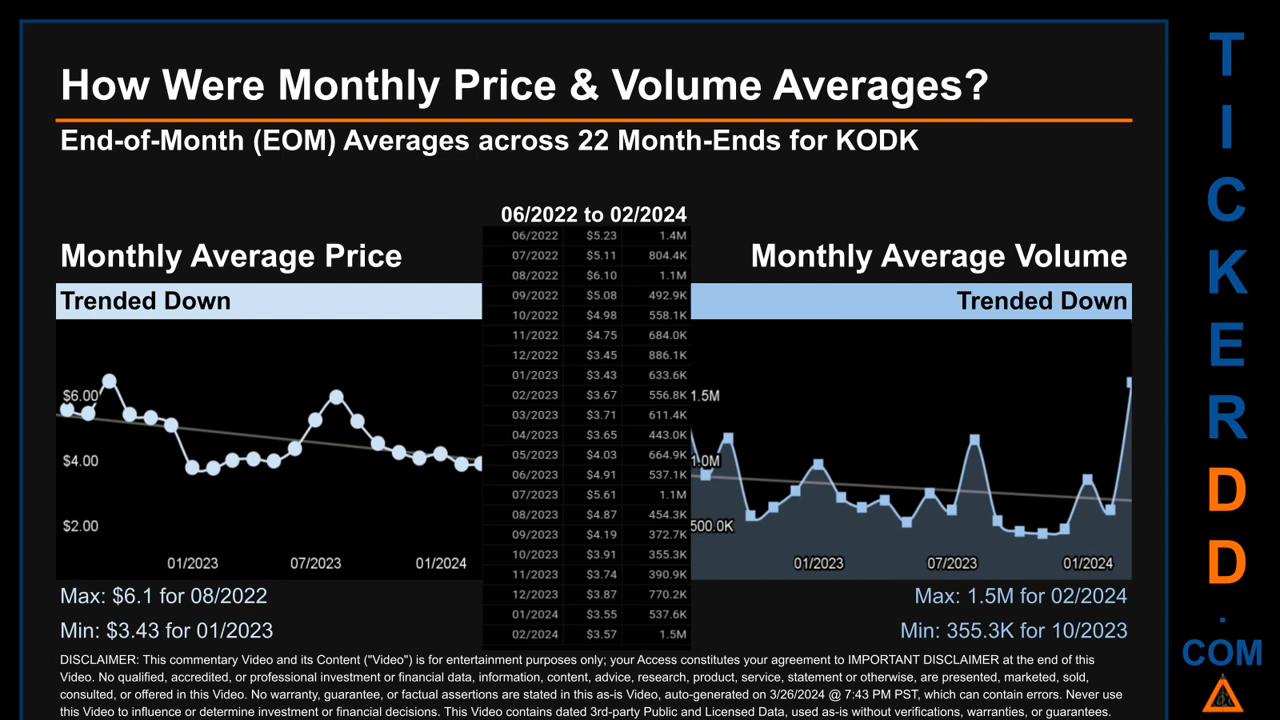 How Were Monthly Price & Volume Averages?
End-of-Month (EOM) Averages across 22 Month-Ends for KODK
06/2022 to 02/2024
Monthly Average Price
Monthly Average Volume
Trended Down
Trended Down
06/2022 $5.23 1.4M
07/2022 $5.11 804.4K
08/2022 $6.10 1.1M
09/2022 $5.08 492.9K
10/2022 $4.98 558.1K
11/2022 $4.75 684.0K
12/2022 $3.45 886.1K
01/2023 $3.43 633.6K
02/2023 $3.67 556.8K
03/2023 $3.71 611.4K
04/2023 $3.65 443.0K
05/2023 $4.03 664.9K
06/2023 $4.91 537.1K
07/2023 $5.61 1.1M
08/2023 $4.87 454.3K
09/2023 $4.19 372.7K
10/2023 $3.91 355.3K
11/2023 $3.74 390.9K
12/2023 $3.87 770.2K
01/2024 $3.55 537.6K
02/2024 $3.57 1.5M
$6.00
$4.00
$2.00
01/2023 07/2023 01/2024
1.5M
1.0M
500.0K
01/2023 07/2023 01/2024
Max: $6.1 for 08/2022
Min: $3.43 for 01/2023
Max: 1.5M for 02/2024
Min: 355.3K for 10/2023
DISCLAIMER: This commentary Video and its Content ("Video") is for entertainment purposes only; your Access constitutes your agreement to IMPORTANT DISCLAIMER at the end of this
Video. No qualified, accredited, or professional investment or financial data, information, content, advice, research, product, service, statement or otherwise, are presented, marketed, sold,
consulted, or offered in this Video. No warranty, guarantee, or factual assertions are stated in this as-is Video, auto-generated on 3/26/2024 @ 7:43 PM PST, which can contain errors. Never use
this Video to influence or determine investment or financial decisions. This Video contains dated 3rd-party Public and Licensed Data, used as-is without verifications, warranties, or guarantees.
T
I
C
K
E
R
D
D
.
COM